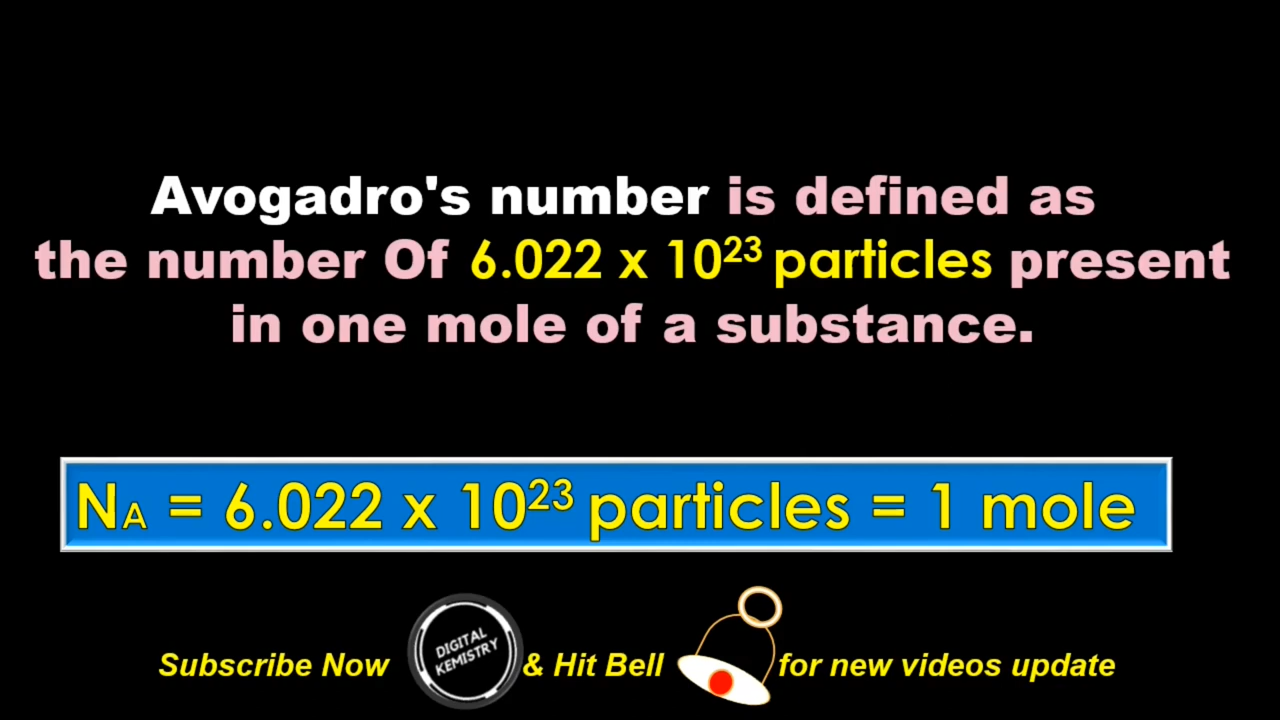 Avogadro's number is defined as
the number Of 6.022 x 10²³ particles present
in one mole of a substance.
N_A = 6.022 x 10²³ particles = 1 mole
Subscribe Now DIGITAL KEMISTRY & Hit Bell for new videos update